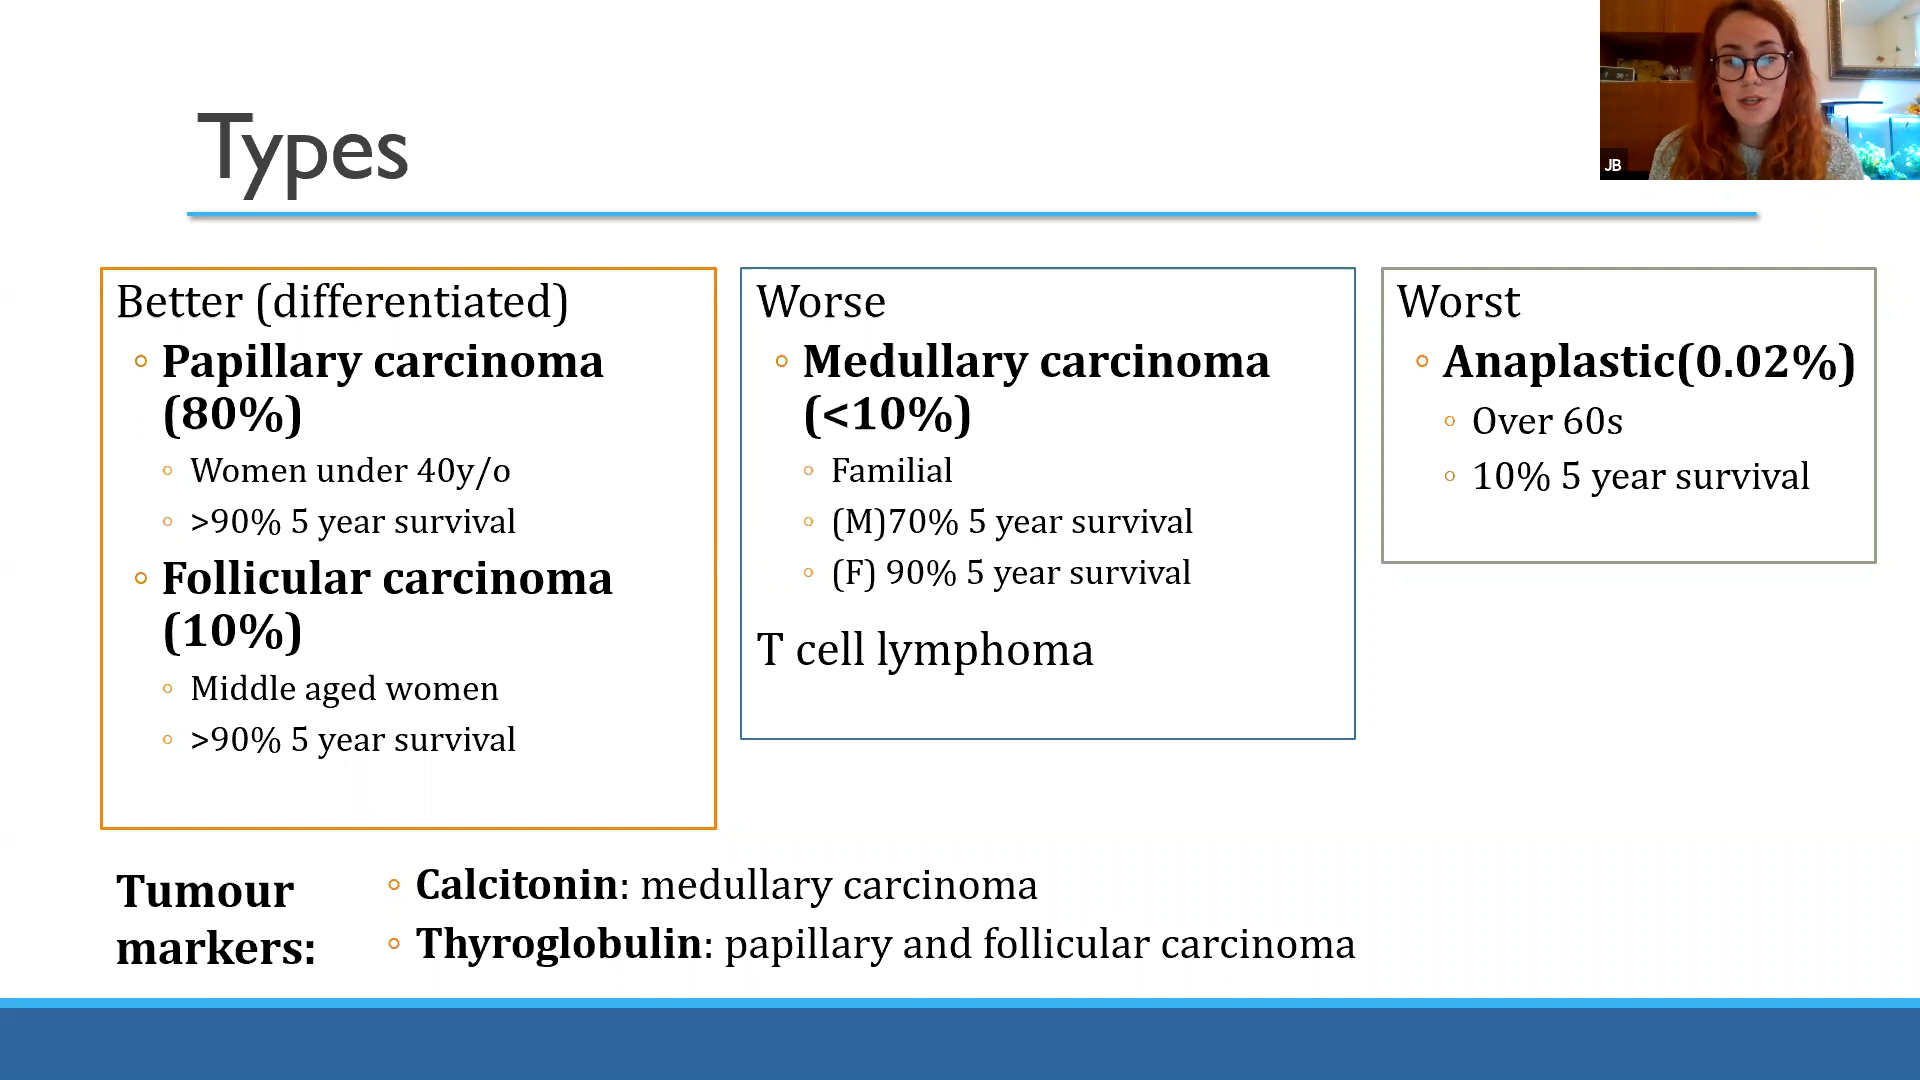 Types
JB
Better (differentiated)
Papillary carcinoma
(80%)
Women under 40y/o
>90% 5 year survival
Follicular carcinoma
(10%)
Middle aged women
>90% 5 year survival
Worse
Medullary carcinoma
(<10%)
Familial
(M)70% 5 year survival
(F) 90% 5 year survival
T cell lymphoma
Worst
Anaplastic(0.02%)
Over 60s
10% 5 year survival
Tumour
markers:
Calcitonin: medullary carcinoma
Thyroglobulin: papillary and follicular carcinoma